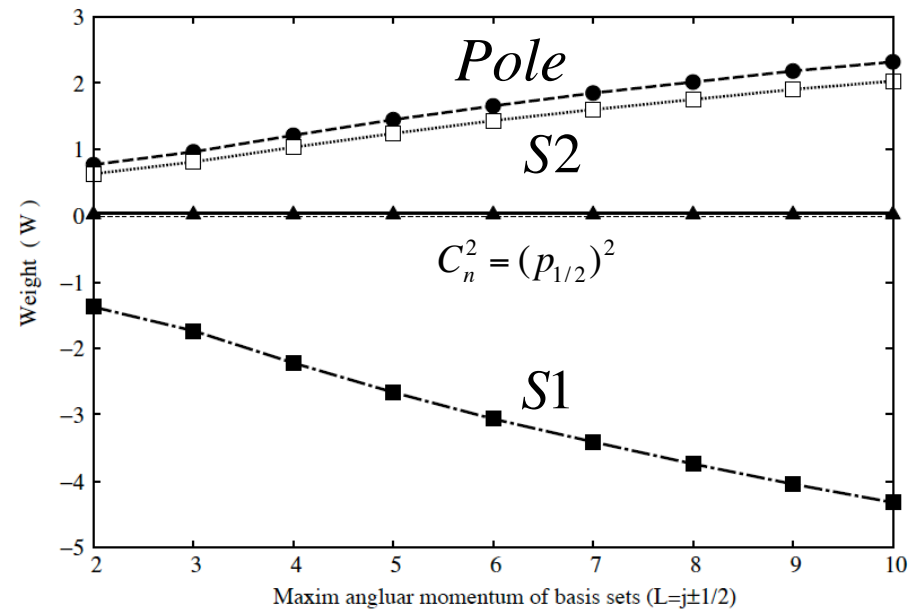 3
Pole
2
1
S2
0
Weight ( W )
C_n^2 = (p_{1/2})^2
−1
−2
S1
−3
−4
−5
2 3 4 5 6 7 8 9 10
Maxim angluar momentum of basis sets (L=j±1/2)